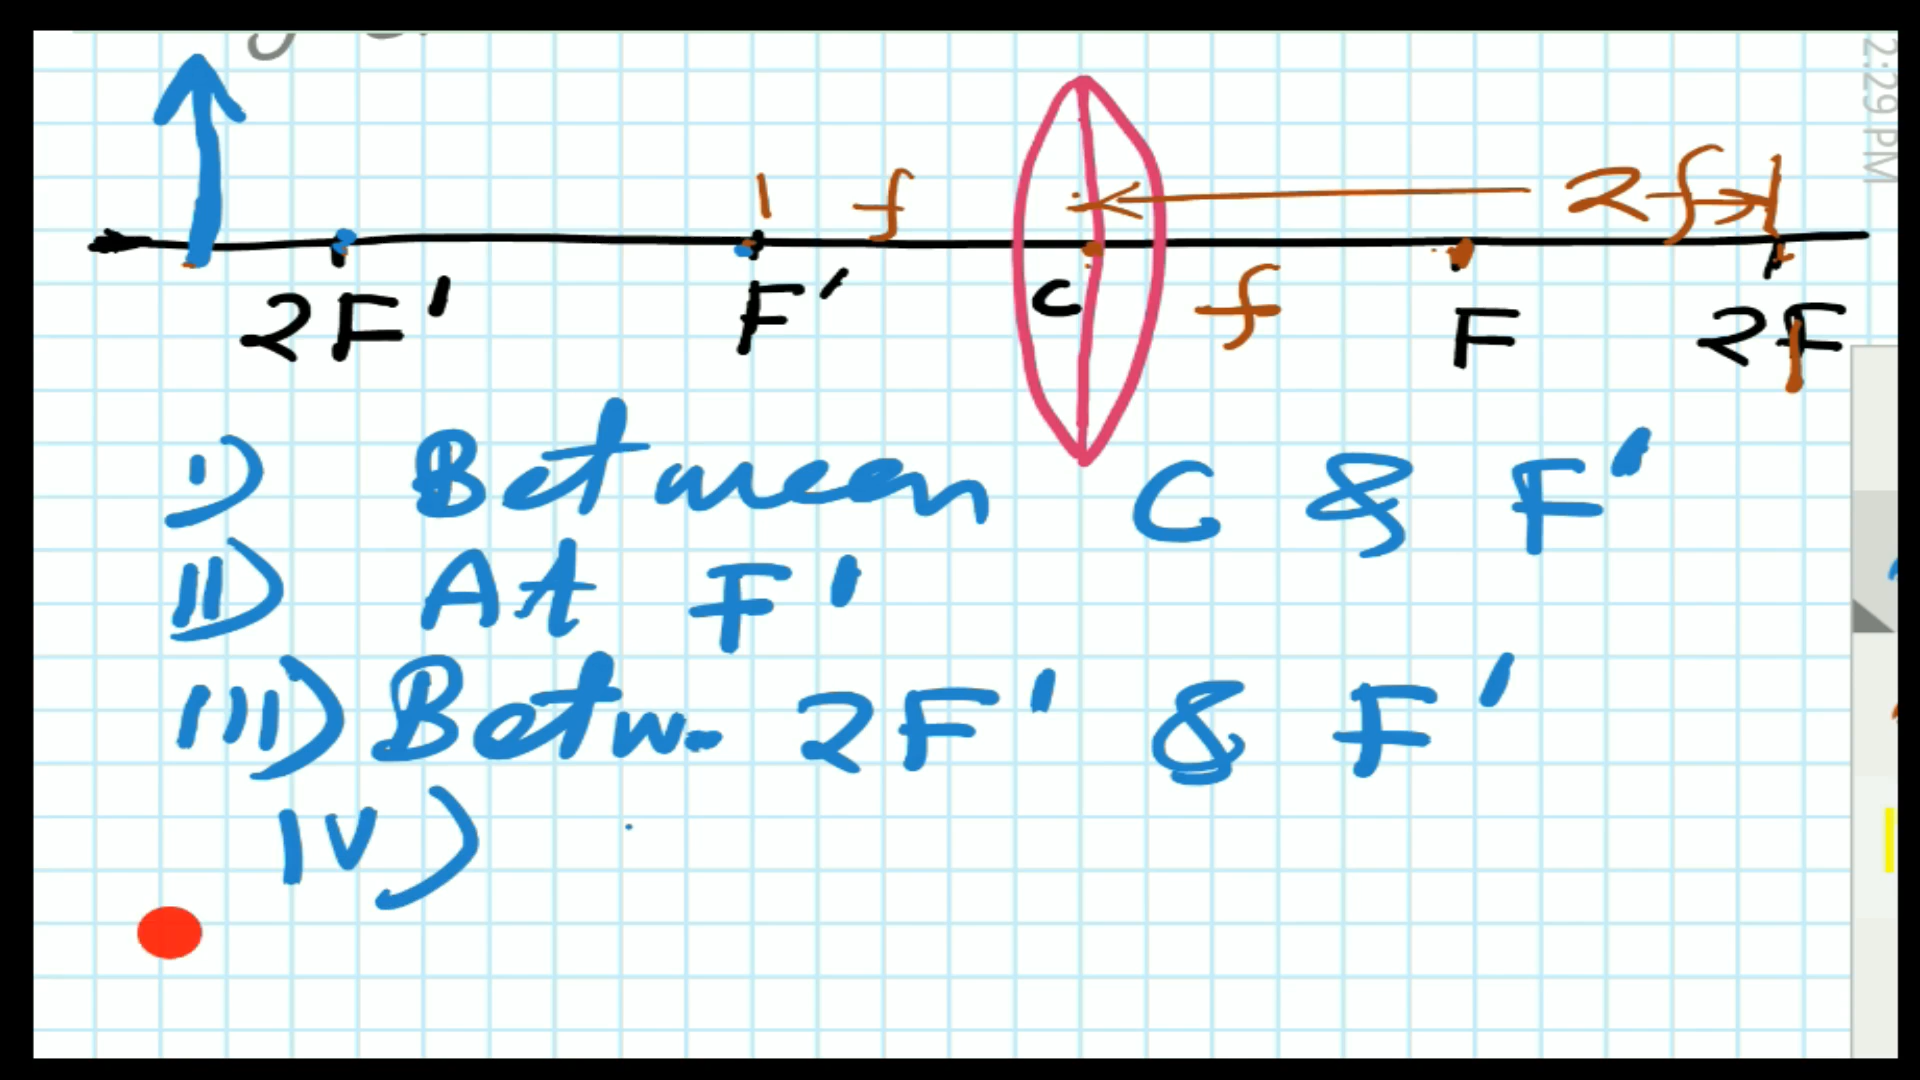 2:29 PM
f 2f
2F' F' C f F 2F
i) Between C & F'
ii) At F'
iii) Betw. 2F' & F'
iv)